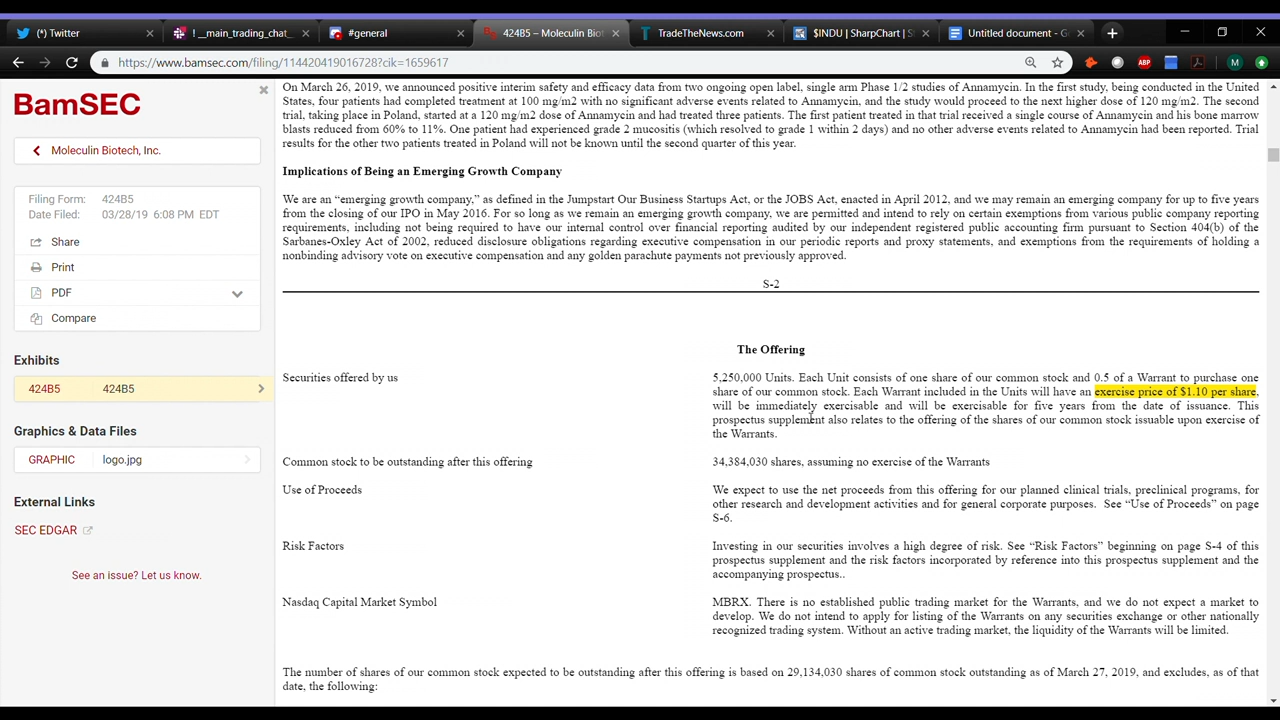 (*) Twitter
! __main_trading_chat_
#general
424B5 – Moleculin Biot
TradeTheNews.com
$INDU | SharpChart | S
Untitled document - G
https://www.bamsec.com/filing/114420419016728?cik=1659617
ABP
M
BamSEC
Moleculin Biotech, Inc.
Filing Form: 424B5
Date Filed: 03/28/19 6:08 PM EDT
Share
Print
PDF
Compare
Exhibits
424B5 424B5
Graphics & Data Files
GRAPHIC logo.jpg
External Links
SEC EDGAR
See an issue? Let us know.
On March 26, 2019, we announced positive interim safety and efficacy data from two ongoing open label, single arm Phase 1/2 studies of Annamycin. In the first study, being conducted in the United
States, four patients had completed treatment at 100 mg/m2 with no significant adverse events related to Annamycin, and the study would proceed to the next higher dose of 120 mg/m2. The second
trial, taking place in Poland, started at a 120 mg/m2 dose of Annamycin and had treated three patients. The first patient treated in that trial received a single course of Annamycin and his bone marrow
blasts reduced from 60% to 11%. One patient had experienced grade 2 mucositis (which resolved to grade 1 within 2 days) and no other adverse events related to Annamycin had been reported. Trial
results for the other two patients treated in Poland will not be known until the second quarter of this year.
Implications of Being an Emerging Growth Company
We are an “emerging growth company,” as defined in the Jumpstart Our Business Startups Act, or the JOBS Act, enacted in April 2012, and we may remain an emerging company for up to five years
from the closing of our IPO in May 2016. For so long as we remain an emerging growth company, we are permitted and intend to rely on certain exemptions from various public company reporting
requirements, including not being required to have our internal control over financial reporting audited by our independent registered public accounting firm pursuant to Section 404(b) of the
Sarbanes-Oxley Act of 2002, reduced disclosure obligations regarding executive compensation in our periodic reports and proxy statements, and exemptions from the requirements of holding a
nonbinding advisory vote on executive compensation and any golden parachute payments not previously approved.
S-2
The Offering
Securities offered by us
5,250,000 Units. Each Unit consists of one share of our common stock and 0.5 of a Warrant to purchase one
share of our common stock. Each Warrant included in the Units will have an exercise price of $1.10 per share,
will be immediately exercisable and will be exercisable for five years from the date of issuance. This
prospectus supplement also relates to the offering of the shares of our common stock issuable upon exercise of
the Warrants.
Common stock to be outstanding after this offering
34,384,030 shares, assuming no exercise of the Warrants
Use of Proceeds
We expect to use the net proceeds from this offering for our planned clinical trials, preclinical programs, for
other research and development activities and for general corporate purposes. See “Use of Proceeds” on page
S-6.
Risk Factors
Investing in our securities involves a high degree of risk. See “Risk Factors” beginning on page S-4 of this
prospectus supplement and the risk factors incorporated by reference into this prospectus supplement and the
accompanying prospectus..
Nasdaq Capital Market Symbol
MBRX. There is no established public trading market for the Warrants, and we do not expect a market to
develop. We do not intend to apply for listing of the Warrants on any securities exchange or other nationally
recognized trading system. Without an active trading market, the liquidity of the Warrants will be limited.
The number of shares of our common stock expected to be outstanding after this offering is based on 29,134,030 shares of common stock outstanding as of March 27, 2019, and excludes, as of that
date, the following: